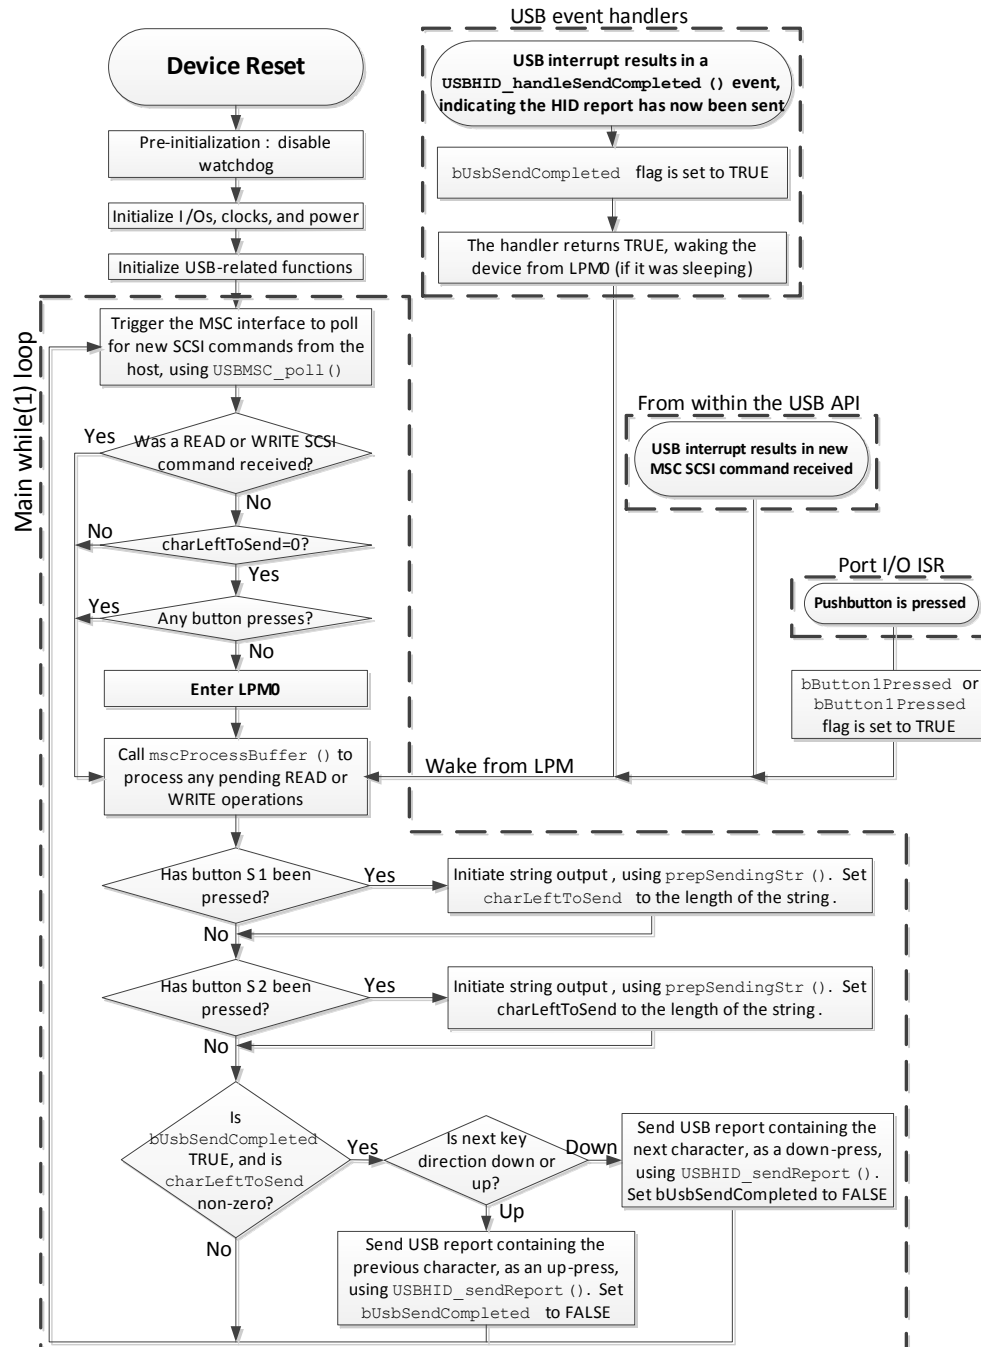 USB event handlers
Device Reset
USB interrupt results in a
USBHID_handleSendCompleted () event,
indicating the HID report has now been sent
Pre-initialization : disable
watchdog
bUsbSendCompleted flag is set to TRUE
Initialize I/Os, clocks, and power
The handler returns TRUE, waking the
device from LPM0 (if it was sleeping)
Initialize USB-related functions
Main while(1) loop
Trigger the MSC interface to poll
for new SCSI commands from the
host, using USBMSC_poll()
From within the USB API
USB interrupt results in new
MSC SCSI command received
Yes
Was a READ or WRITE SCSI
command received?
No
No
charLeftToSend=0?
Yes
Port I/O ISR
Pushbutton is pressed
Yes
Any button presses?
No
Enter LPM0
bButton1Pressed or
bButton1Pressed
flag is set to TRUE
Call mscProcessBuffer () to
process any pending READ or
WRITE operations
Wake from LPM
Has button S1 been
pressed?
Yes
Initiate string output , using prepSendingStr (). Set
charLeftToSend to the length of the string .
No
Has button S2 been
pressed?
Yes
Initiate string output , using prepSendingStr (). Set
charLeftToSend to the length of the string .
No
Is
bUsbSendCompleted
TRUE, and is
charLeftToSend
non-zero?
Yes
Is next key
direction down or
up?
Down
Send USB report containing the
next character, as a down-press,
using USBHID_sendReport ().
Set bUsbSendCompleted to FALSE
Up
No
Send USB report containing the
previous character, as an up-press,
using USBHID_sendReport (). Set
bUsbSendCompleted to FALSE